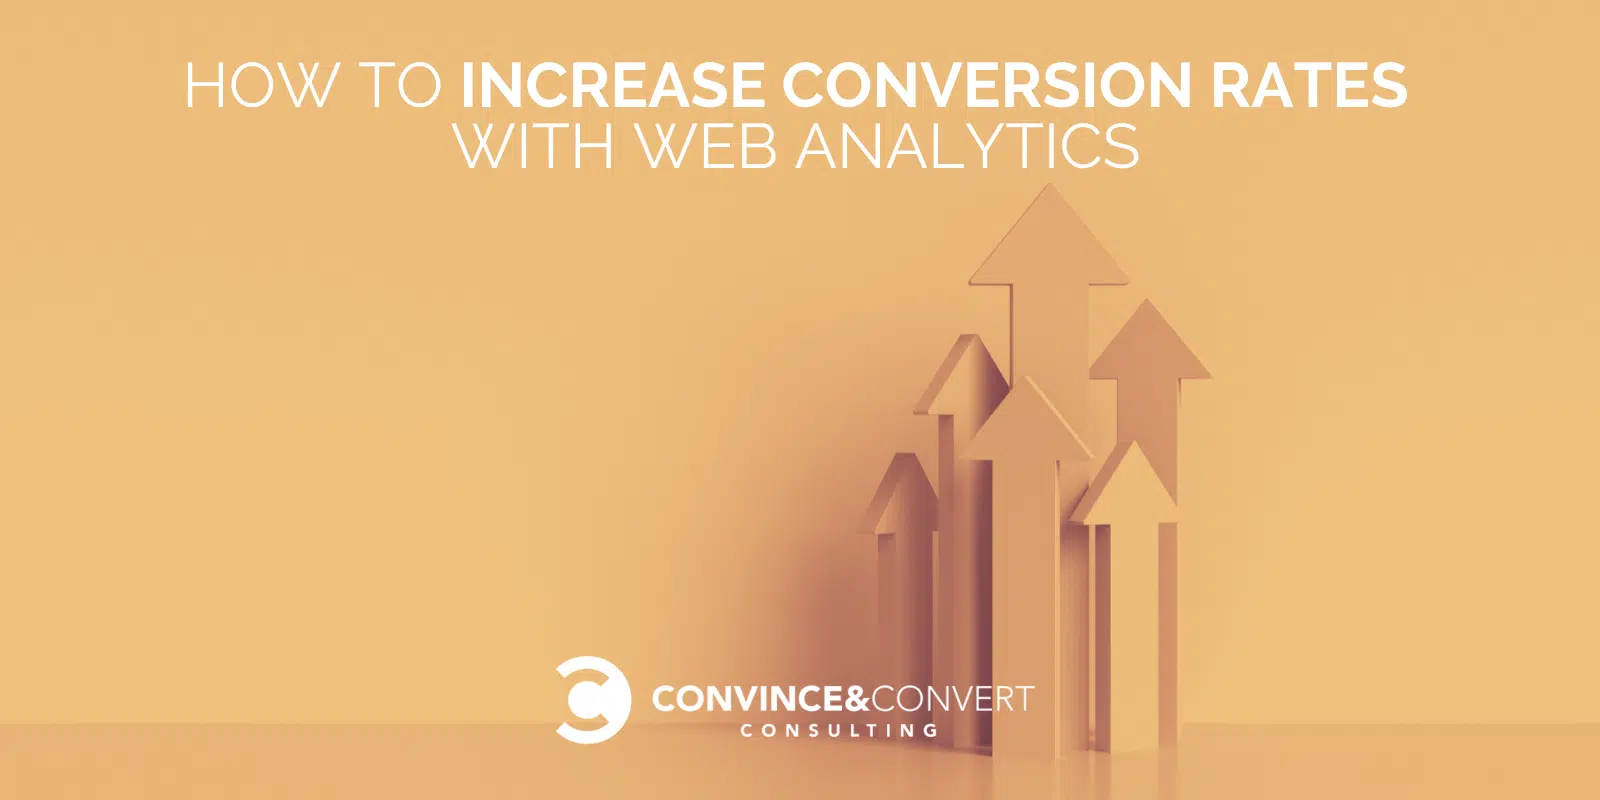 HOW TO INCREASE CONVERSION RATES
WITH WEB ANALYTICS
CONVINCE&CONVERT
CONSULTING